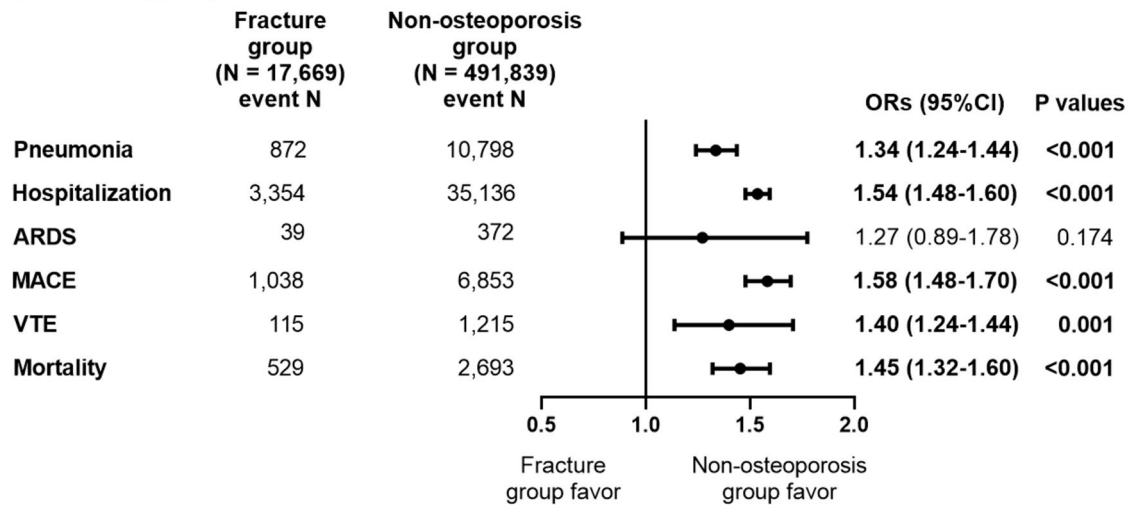 Fracture group (N = 17,669) event N
Non-osteoporosis group (N = 491,839) event N
ORs (95%CI) P values
Pneumonia 872 10,798 1.34 (1.24-1.44) <0.001
Hospitalization 3,354 35,136 1.54 (1.48-1.60) <0.001
ARDS 39 372 1.27 (0.89-1.78) 0.174
MACE 1,038 6,853 1.58 (1.48-1.70) <0.001
VTE 115 1,215 1.40 (1.24-1.44) 0.001
Mortality 529 2,693 1.45 (1.32-1.60) <0.001
0.5 1.0 1.5 2.0
Fracture group favor
Non-osteoporosis group favor